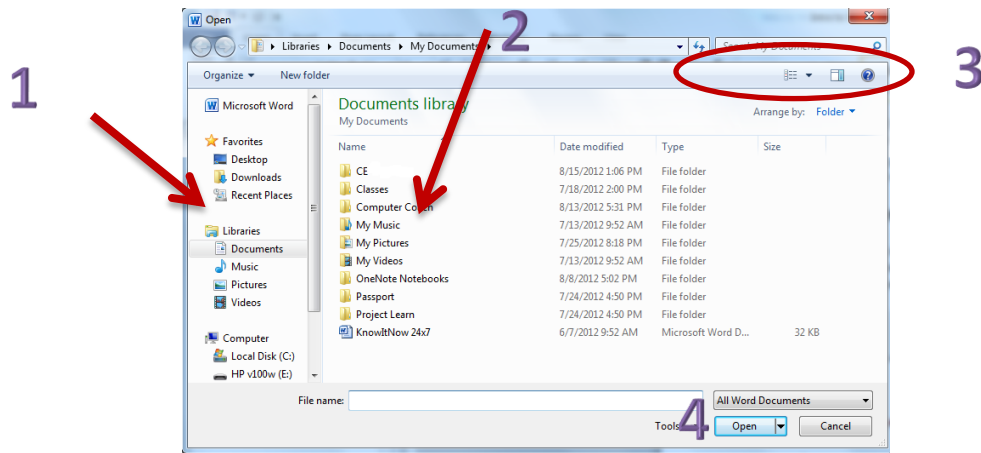 Open
2
Libraries Documents My Documents
Search My Documents
1
3
Organize New folder
Microsoft Word
Documents library
My Documents
Arrange by: Folder
Favorites
Desktop
Downloads
Recent Places
Libraries
Documents
Music
Pictures
Videos
Computer
Local Disk (C:)
HP v100w (E:)
Name Date modified Type Size
CE 8/15/2012 1:06 PM File folder
Classes 7/18/2012 2:00 PM File folder
Computer Coach 8/13/2012 5:31 PM File folder
My Music 7/13/2012 9:52 AM File folder
My Pictures 7/25/2012 8:18 PM File folder
My Videos 7/13/2012 9:52 AM File folder
OneNote Notebooks 8/8/2012 5:02 PM File folder
Passport 7/24/2012 4:50 PM File folder
Project Learn 7/24/2012 4:50 PM File folder
KnowItNow 24x7 6/7/2012 9:52 AM Microsoft Word D... 32 KB
File name: All Word Documents
Tools 4 Open Cancel